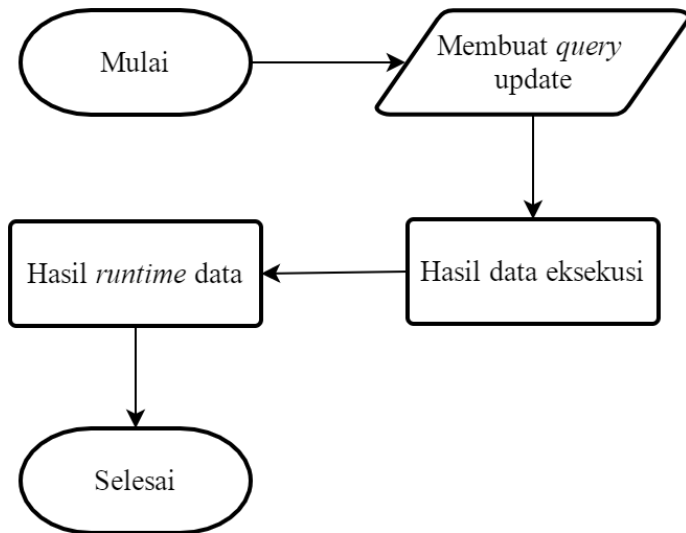 Mulai
Membuat query
update
Hasil data eksekusi
Hasil runtime data
Selesai